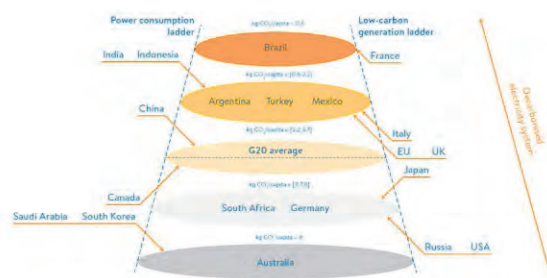 Power consumption
ladder
Low-carbon
generation ladder
Brazil
India Indonesia
France
Argentina Turkey Mexico
China
Italy
EU UK
G20 average
Japan
Canada
South Africa Germany
Saudi Arabia South Korea
Russia USA
Australia
Decarbonised
electricity system